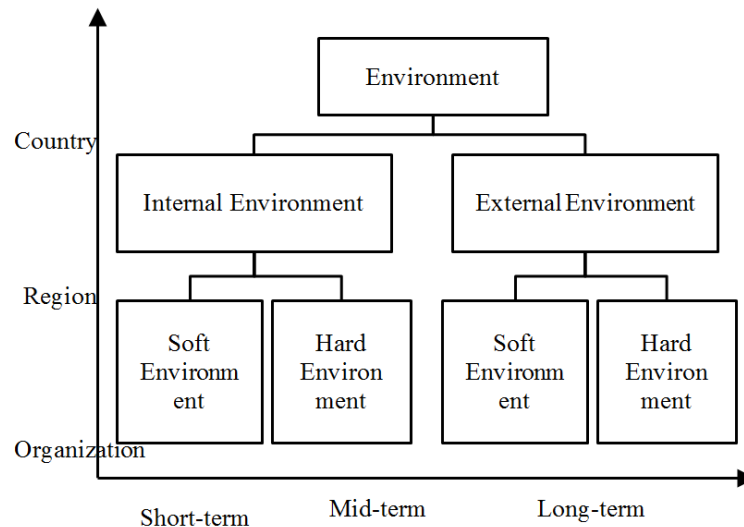 Environment
Country
Internal Environment
External Environment
Region
Soft
Environm
ent
Hard
Environ
ment
Soft
Environm
ent
Hard
Environ
ment
Organization
Short-term
Mid-term
Long-term